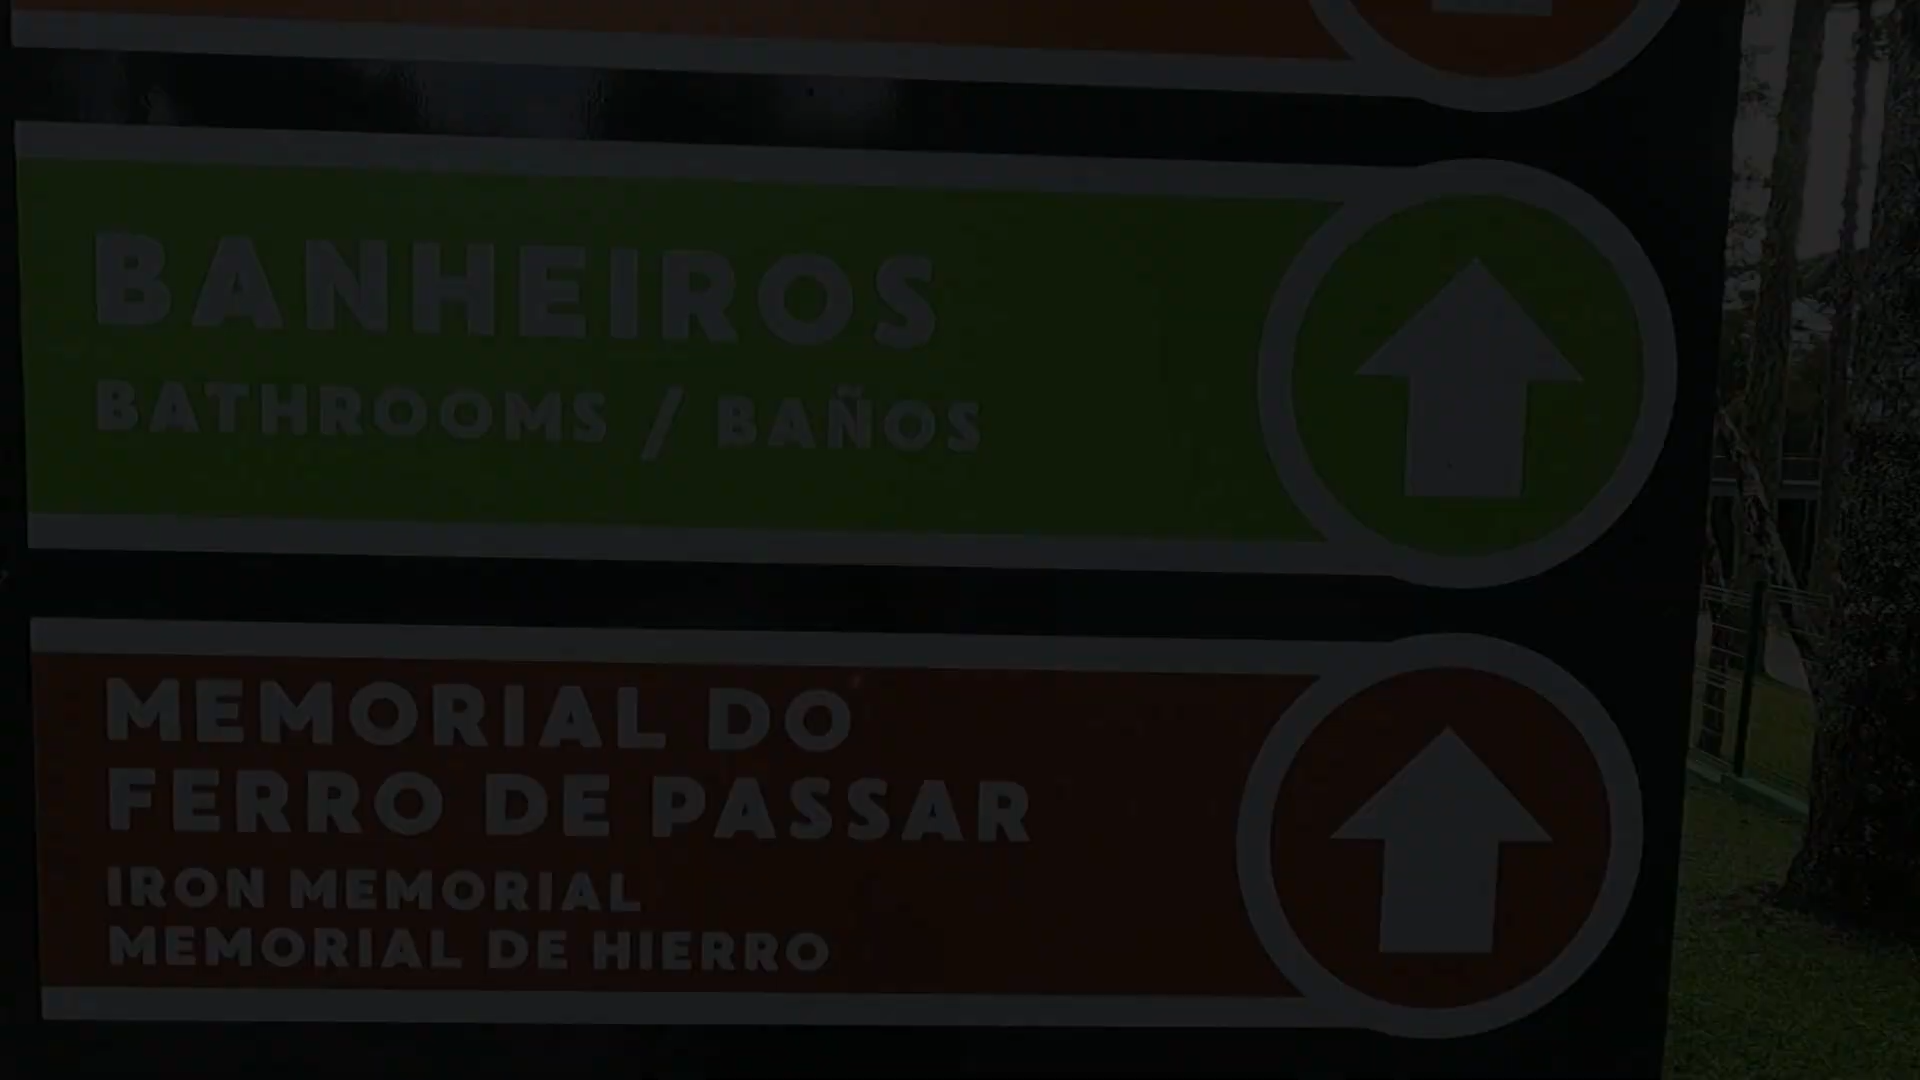 BANHEIROS
BATHROOMS / BAÑOS
MEMORIAL DO
FERRO DE PASSAR
IRON MEMORIAL
MEMORIAL DE HIERRO